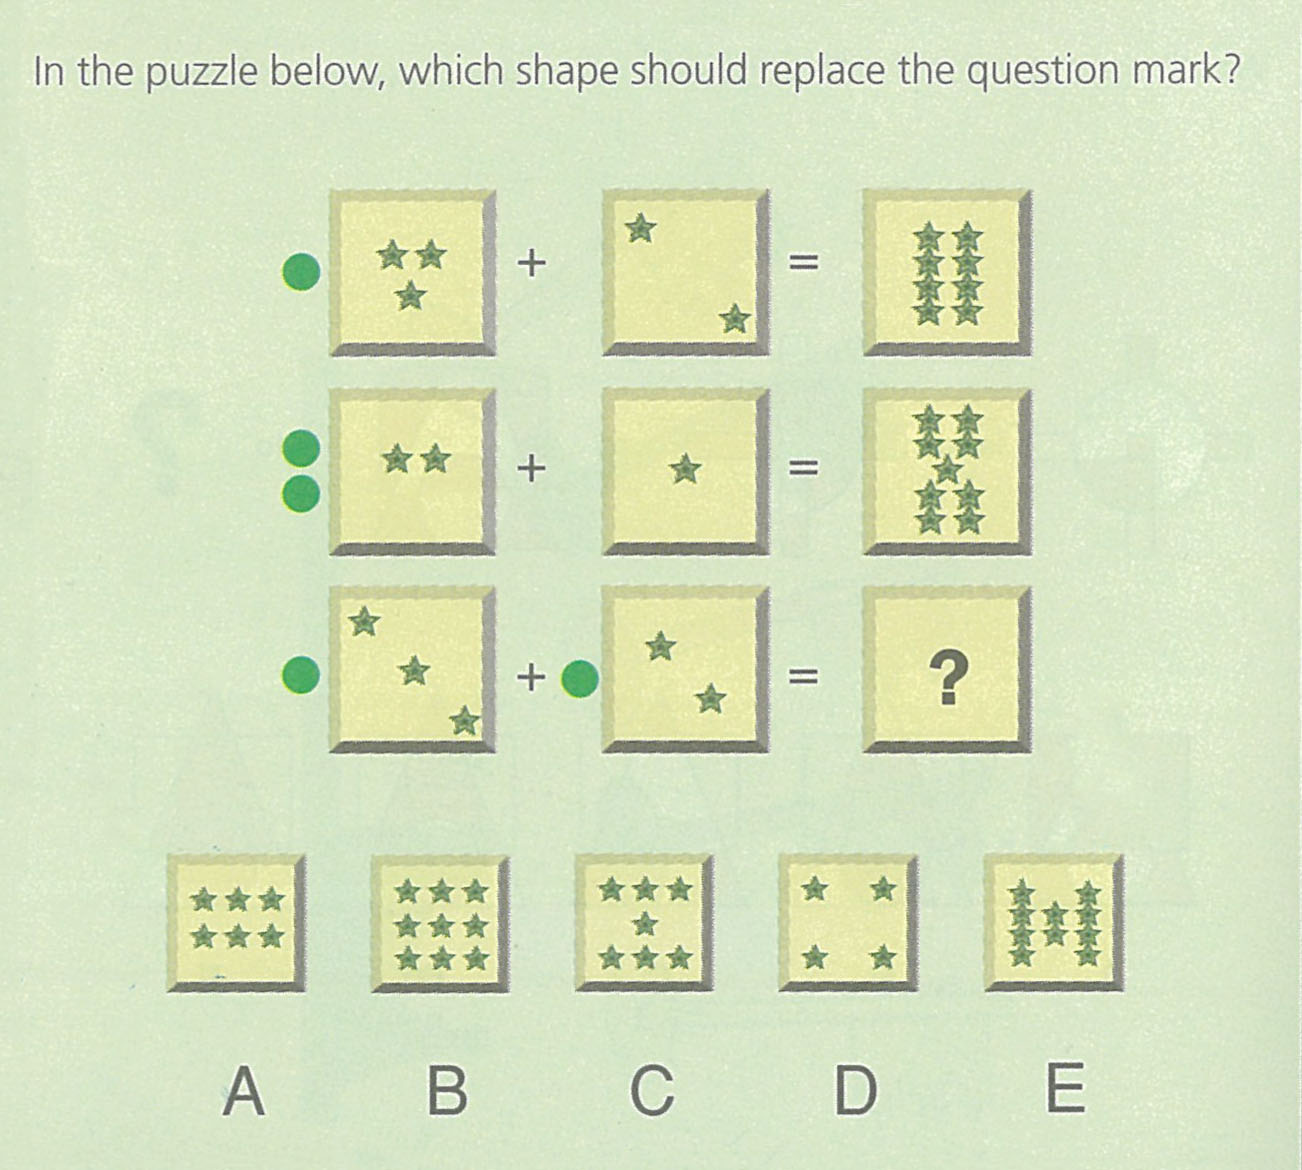 In the puzzle below, which shape should replace the question mark?
+ =
+ =
+ = ?
A B C D E